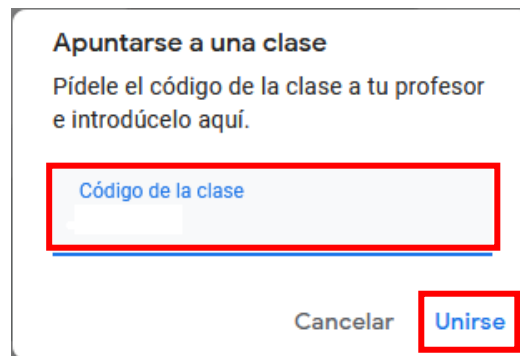 Apuntarse a una clase
Pídele el código de la clase a tu profesor
e introdúcelo aquí.
Código de la clase
Cancelar Unirse